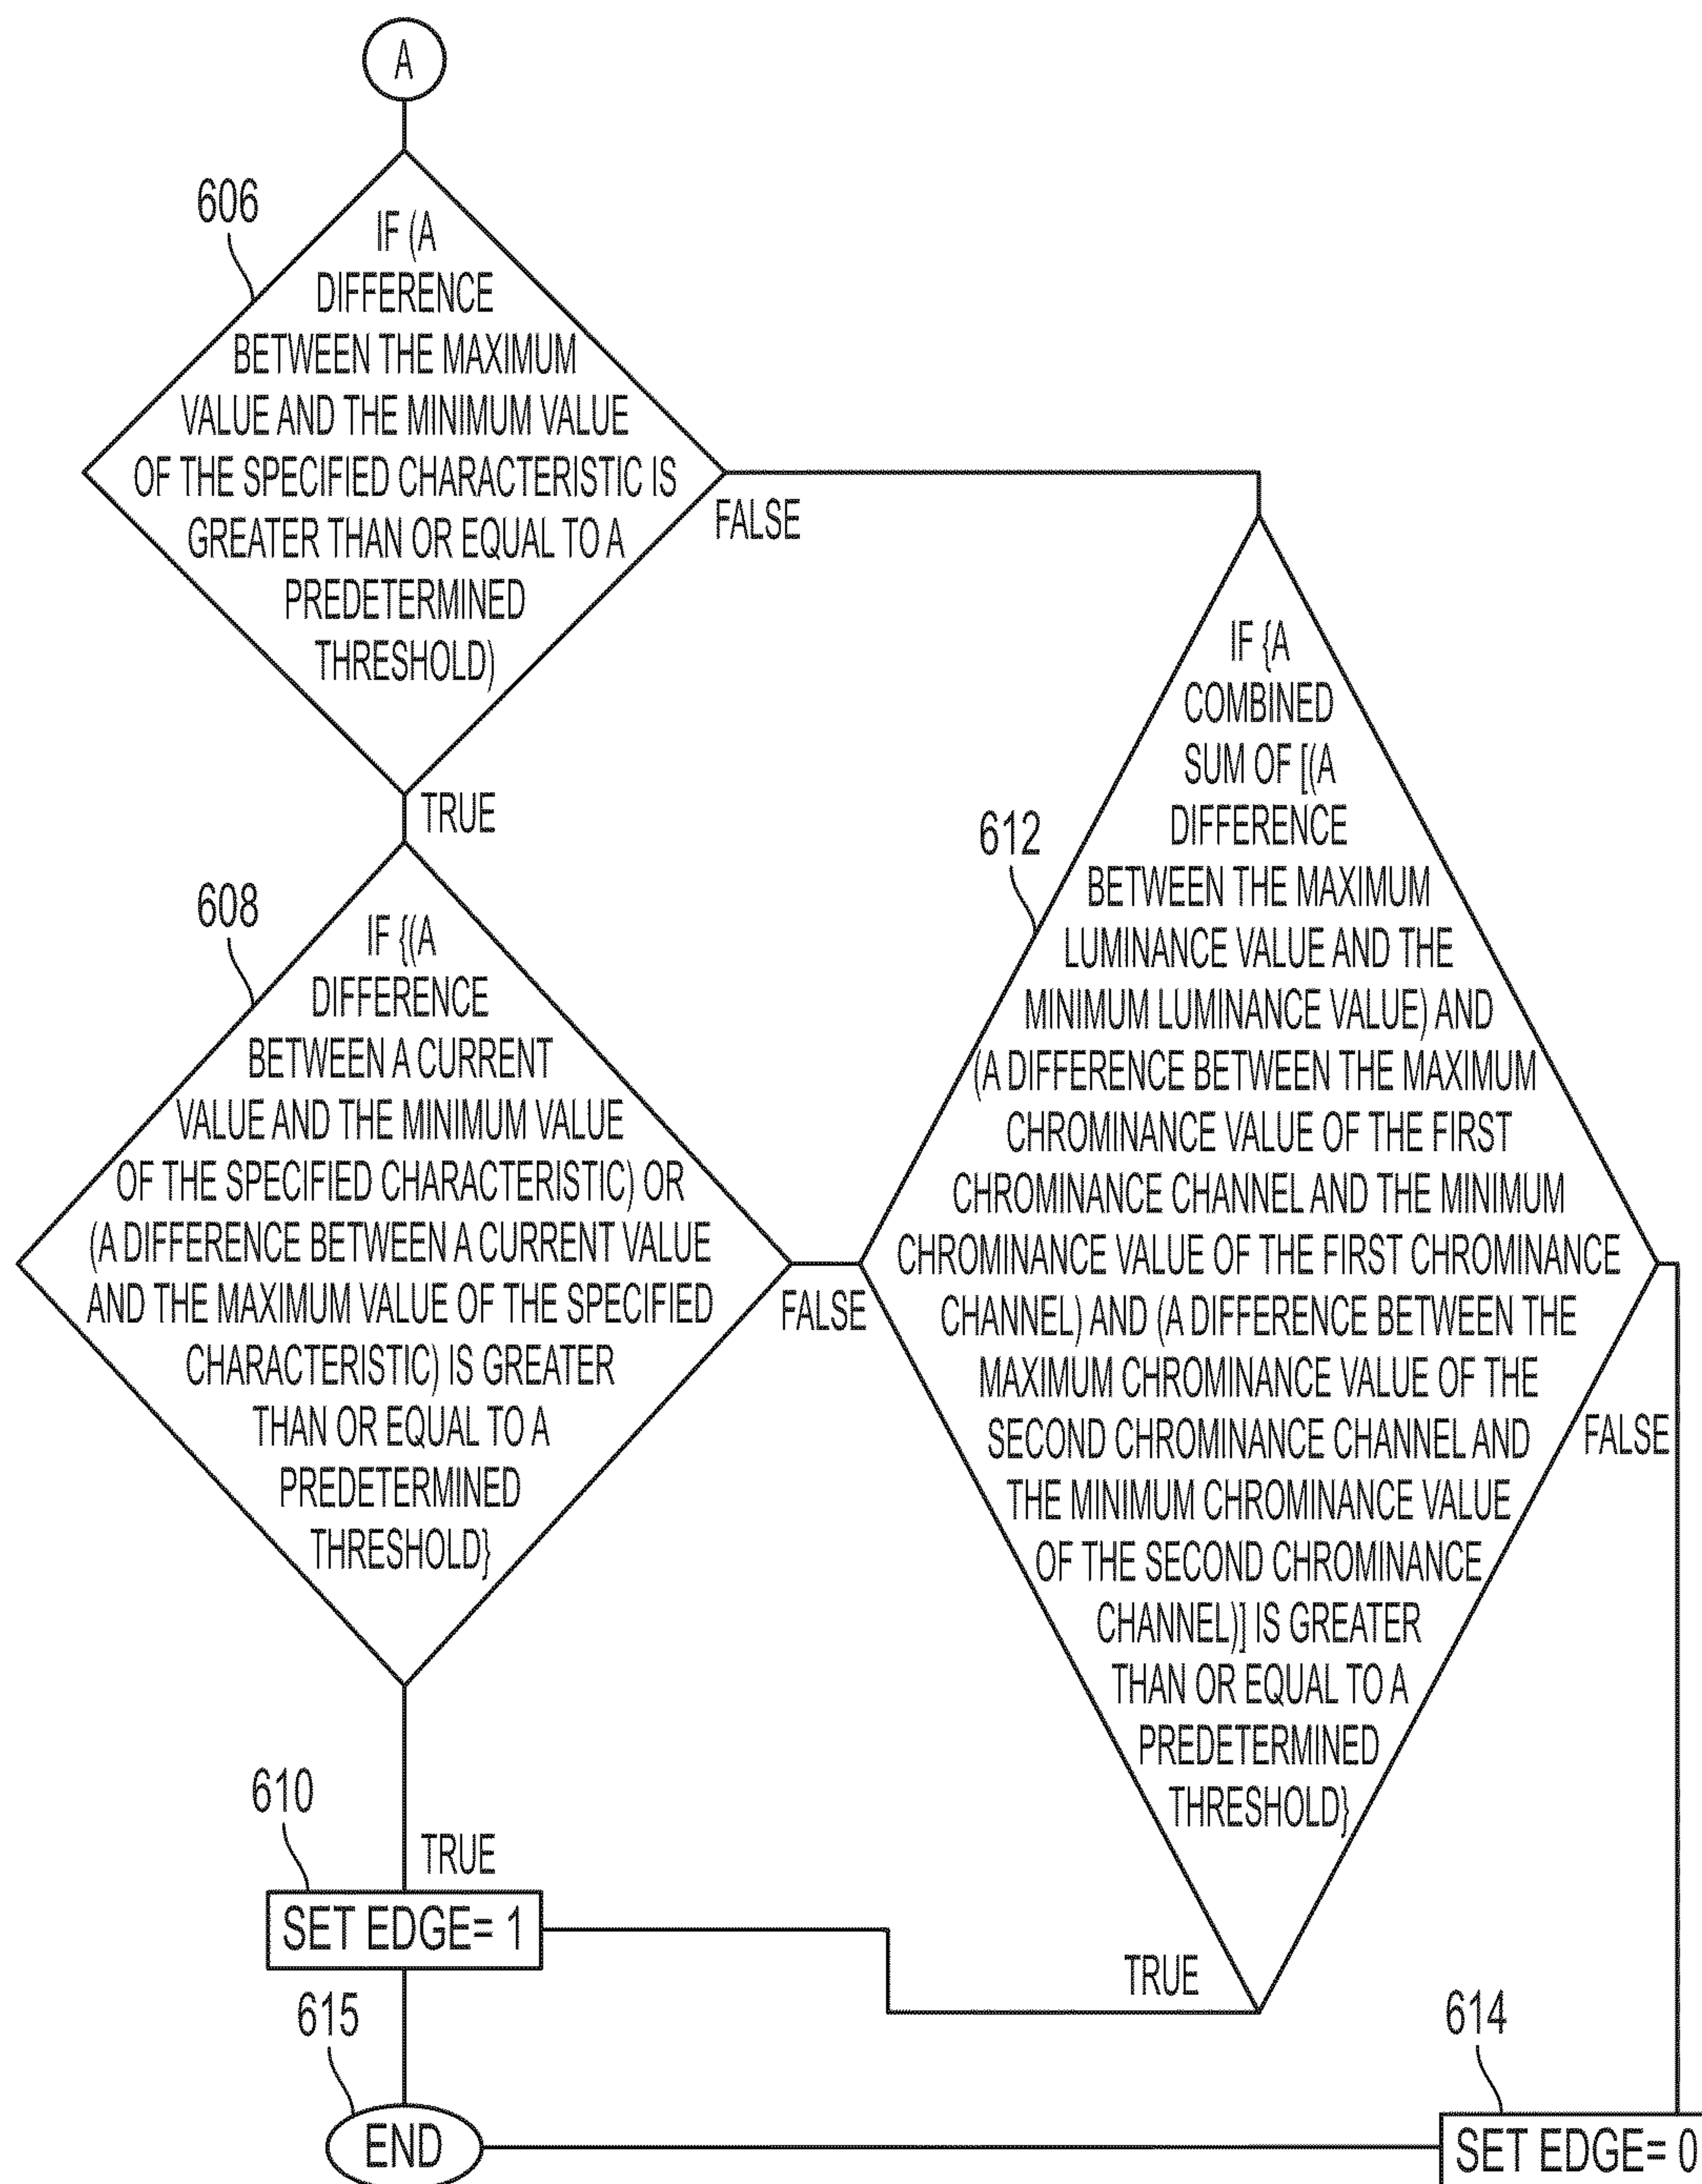 A
606
IF (A
DIFFERENCE
BETWEEN THE MAXIMUM
VALUE AND THE MINIMUM VALUE
OF THE SPECIFIED CHARACTERISTIC IS
GREATER THAN OR EQUAL TO A
PREDETERMINED
THRESHOLD)
FALSE
TRUE
608
IF {(A
DIFFERENCE
BETWEEN A CURRENT
VALUE AND THE MINIMUM VALUE
OF THE SPECIFIED CHARACTERISTIC) OR
(A DIFFERENCE BETWEEN A CURRENT VALUE
AND THE MAXIMUM VALUE OF THE SPECIFIED
CHARACTERISTIC) IS GREATER
THAN OR EQUAL TO A
PREDETERMINED
THRESHOLD}
FALSE
TRUE
612
IF {A
COMBINED
SUM OF [(A
DIFFERENCE
BETWEEN THE MAXIMUM
LUMINANCE VALUE AND THE
MINIMUM LUMINANCE VALUE) AND
(A DIFFERENCE BETWEEN THE MAXIMUM
CHROMINANCE VALUE OF THE FIRST
CHROMINANCE CHANNEL AND THE MINIMUM
CHROMINANCE VALUE OF THE FIRST CHROMINANCE
CHANNEL) AND (A DIFFERENCE BETWEEN THE
MAXIMUM CHROMINANCE VALUE OF THE
SECOND CHROMINANCE CHANNEL AND
THE MINIMUM CHROMINANCE VALUE
OF THE SECOND CHROMINANCE
CHANNEL)] IS GREATER
THAN OR EQUAL TO A
PREDETERMINED
THRESHOLD}
FALSE
TRUE
610
SET EDGE= 1
615
END
614
SET EDGE= 0